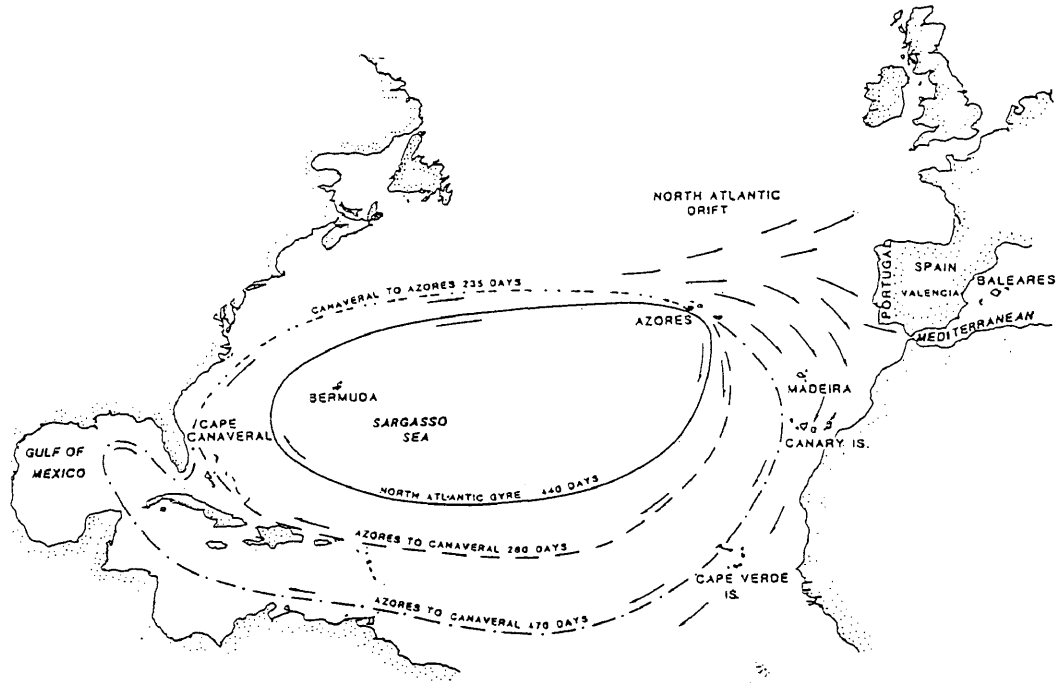 NORTH ATLANTIC
DRIFT
PORTUGAL
SPAIN
VALENCIA
BALEARES
MEDITERRANEAN
CANAVERAL TO AZORES 235 DAYS
AZORES
MADEIRA
BERMUDA
SARGASSO
SEA
CAPE
CANAVERAL
CANARY IS.
GULF OF
MEXICO
NORTH ATLANTIC GYRE 440 DAYS
AZORES TO CANAVERAL DAYS
CAPE VERDE
IS.
AZORES TO CANAVERAL 470 DAYS